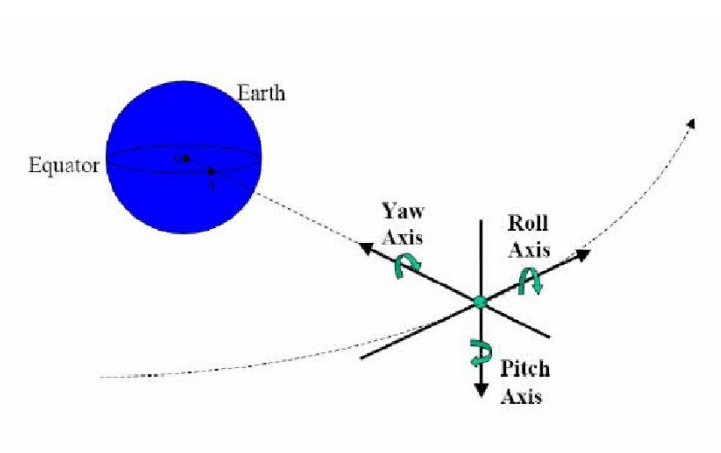 Earth
Equator
Yaw
Axis
Roll
Axis
Pitch
Axis